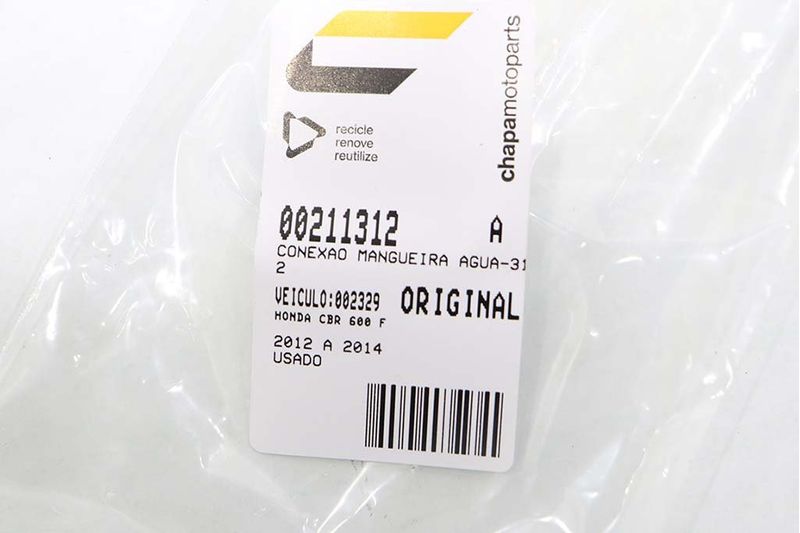 chapamotoparts
recicle
renove
reutilize
00211312 A
CONEXAO MANGUEIRA AGUA-31
2
VEICULO:002329 ORIGINAL
HONDA CBR 600 F
2012 A 2014
USADO